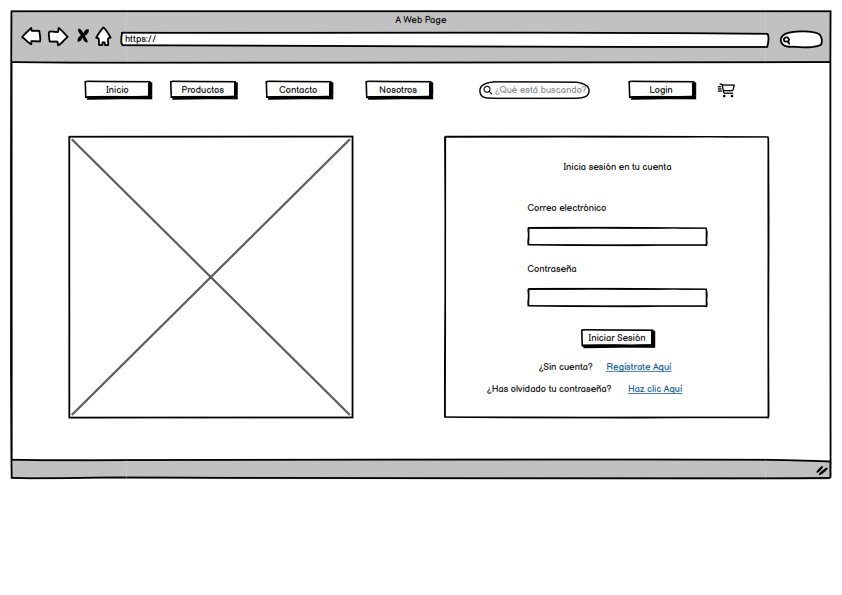 A Web Page
https://
Inicio Productos Contacto Nosotros ¿Qué está buscando? Login
Inicia sesión en tu cuenta
Correo electrónico
Contraseña
Iniciar Sesión
¿Sin cuenta? Regístrate Aquí
¿Has olvidado tu contraseña? Haz clic Aquí